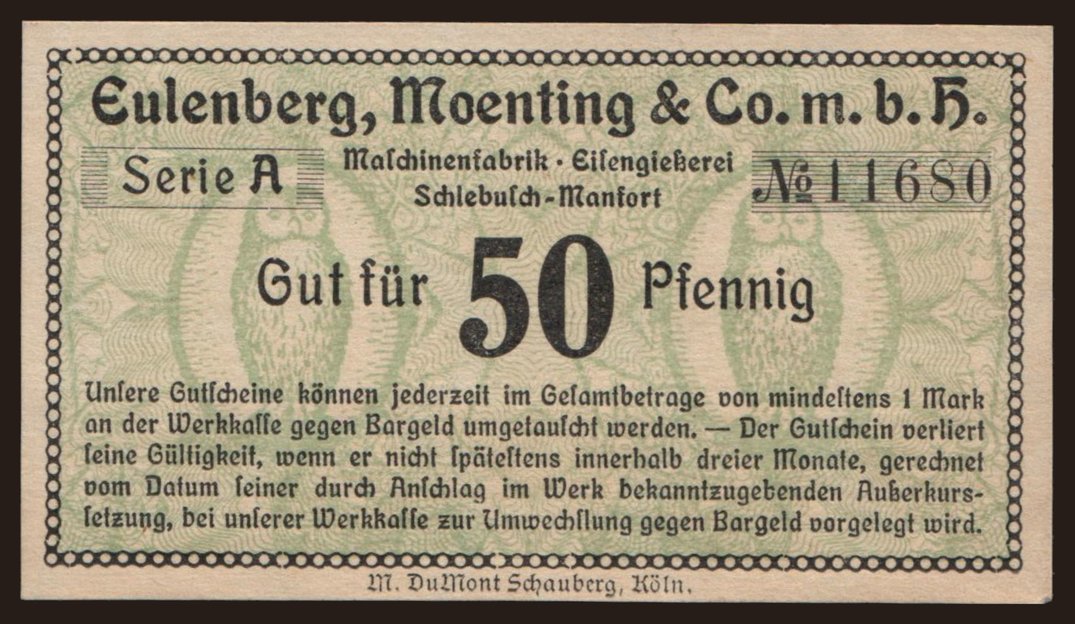 Eulenberg, Moenting & Co. m. b. H.
Serie A
Maſchinenfabrik · Eiſengießerei
Schlebuſch-Manfort
№ 11680
Gut für 50 Pfennig
Unſere Gutſcheine können jederzeit im Geſamtbetrage von mindeſtens 1 Mark
an der Werkkaſſe gegen Bargeld umgetauſcht werden. — Der Gutſchein verliert
ſeine Gültigkeit, wenn er nicht ſpäteſtens innerhalb dreier Monate, gerechnet
vom Datum ſeiner durch Anſchlag im Werk bekanntzugebenden Außerkurs-
ſetzung, bei unſerer Werkkaſſe zur Umwechſlung gegen Bargeld vorgelegt wird.
M. DuMont Schauberg, Köln.